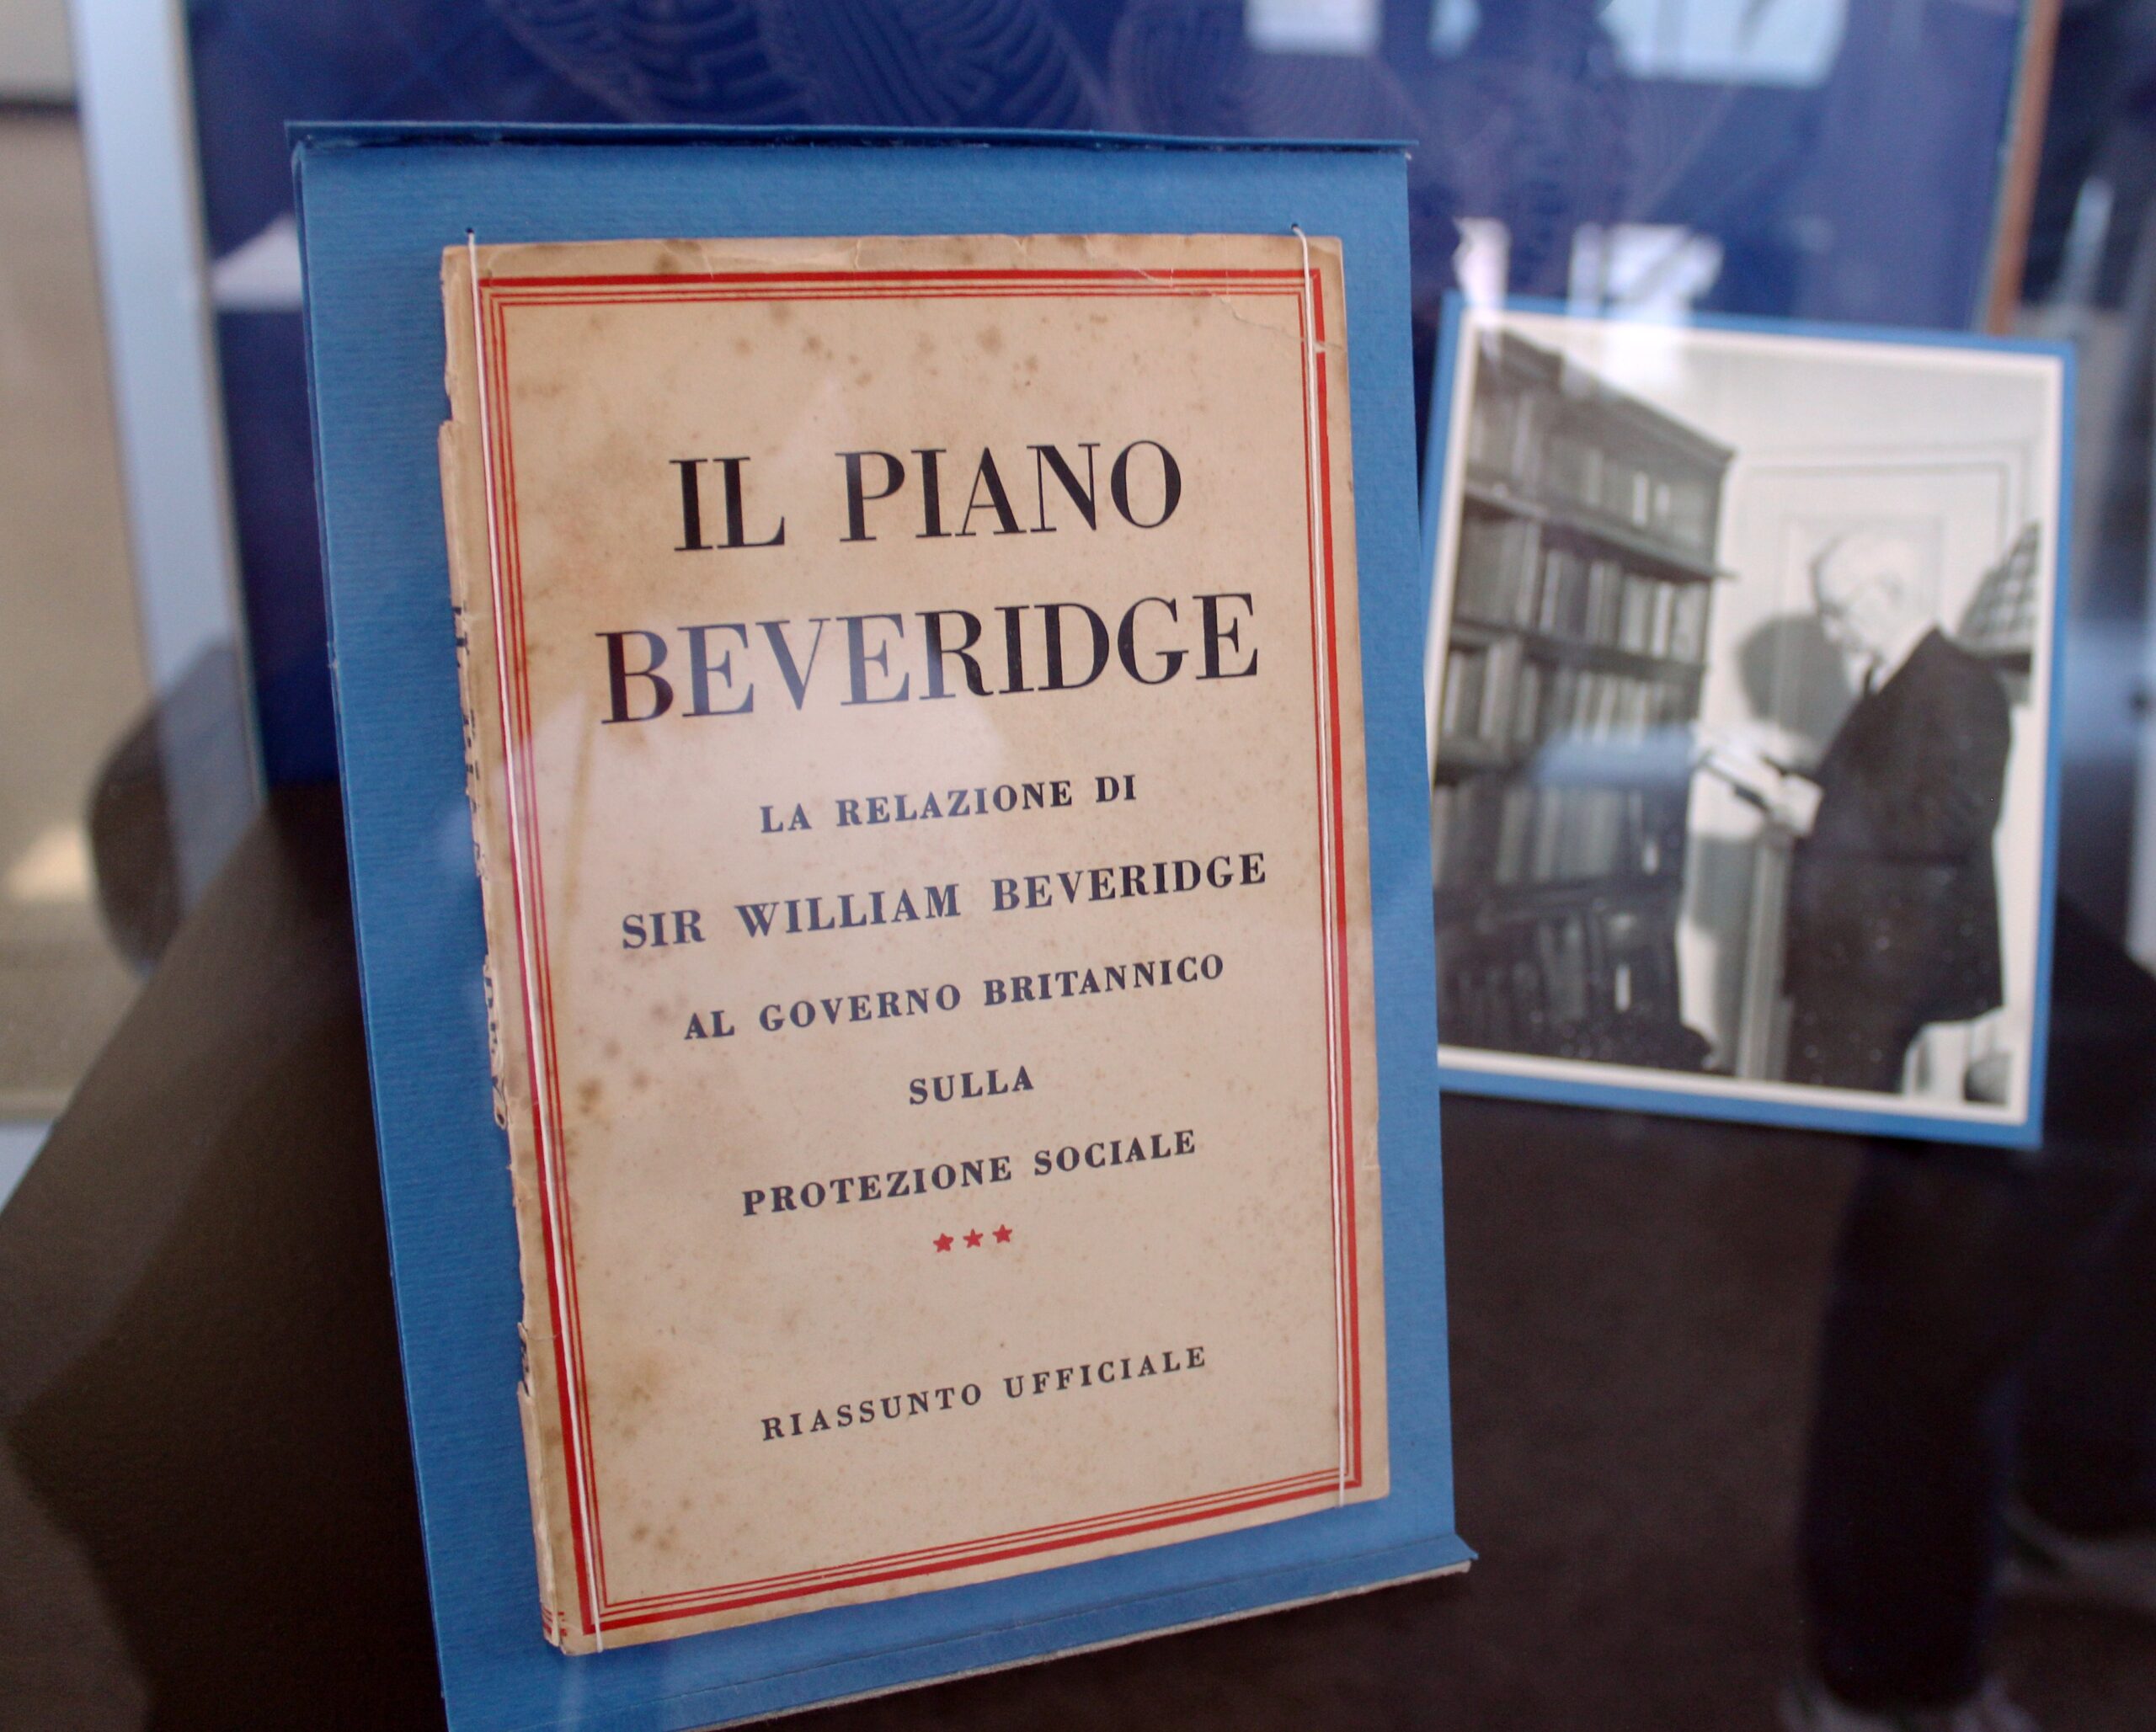 IL PIANO
BEVERIDGE
LA RELAZIONE DI
SIR WILLIAM BEVERIDGE
AL GOVERNO BRITANNICO
SULLA
PROTEZIONE SOCIALE
★★★
RIASSUNTO UFFICIALE